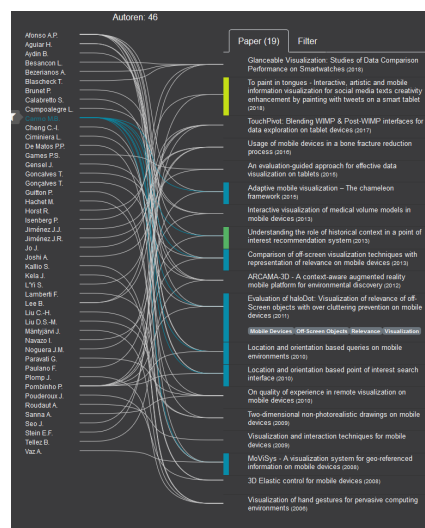 Autoren: 46
Afonso A.P.
Aguiar H.
Aydin B.
Besancon L.
Bezerianos A.
Blascheck T.
Brunet P.
Calabretto S.
Campoalegre L.
Carmo M.B.
Cheng C.-I.
Ciminiera L.
De Matos P.P.
Games P.S.
Gensel J.
Goncalves T.
Gonçalves T.
Guitton P.
Hachet M.
Horst R.
Isenberg P.
Jiménez J.J.
Jiménez J.R.
Jo J.
Joshi A.
Kallio S.
Kela J.
L'Yi S.
Lamberti F.
Lee B.
Liu C.-H.
Liu D.S.-M.
Mäntyjärvi J.
Navazo I.
Noguera J.M.
Paravati G.
Paulano F.
Plomp J.
Pombinho P.
Pouderoux J.
Roudaut A.
Sanna A.
Seo J.
Stein E.F.
Tellez B.
Vaz A.
Paper (19)
Filter
Glanceable Visualization: Studies of Data Comparison
Performance on Smartwatches (2018)
To paint in tongues - Interactive, artistic and mobile
information visualization for social media texts creativity
enhancement by painting with tweets on a smart tablet
(2018)
TouchPivot: Blending WIMP & Post-WIMP interfaces for
data exploration on tablet devices (2017)
Usage of mobile devices in a bone fracture reduction
process (2016)
An evaluation-guided approach for effective data
visualization on tablets (2015)
Adaptive mobile visualization – The chameleon
framework (2015)
Interactive visualization of medical volume models in
mobile devices (2013)
Understanding the role of historical context in a point of
interest recommendation system (2013)
Comparison of off-screen visualization techniques with
representation of relevance on mobile devices (2013)
ARCAMA-3D - A context-aware augmented reality
mobile platform for environmental discovery (2012)
Evaluation of haloDot: Visualization of relevance of off-
Screen objects with over cluttering prevention on mobile
devices (2011)
Mobile Devices Off-Screen Objects Relevance Visualization
Location and orientation based queries on mobile
environments (2010)
Location and orientation based point of interest search
interface (2010)
On quality of experience in remote visualization on
mobile devices (2010)
Two-dimensional non-photorealistic drawings on mobile
devices (2009)
Visualization and interaction techniques for mobile
devices (2009)
MoViSys - A visualization system for geo-referenced
information on mobile devices (2008)
3D Elastic control for mobile devices (2008)
Visualization of hand gestures for pervasive computing
environments (2006)